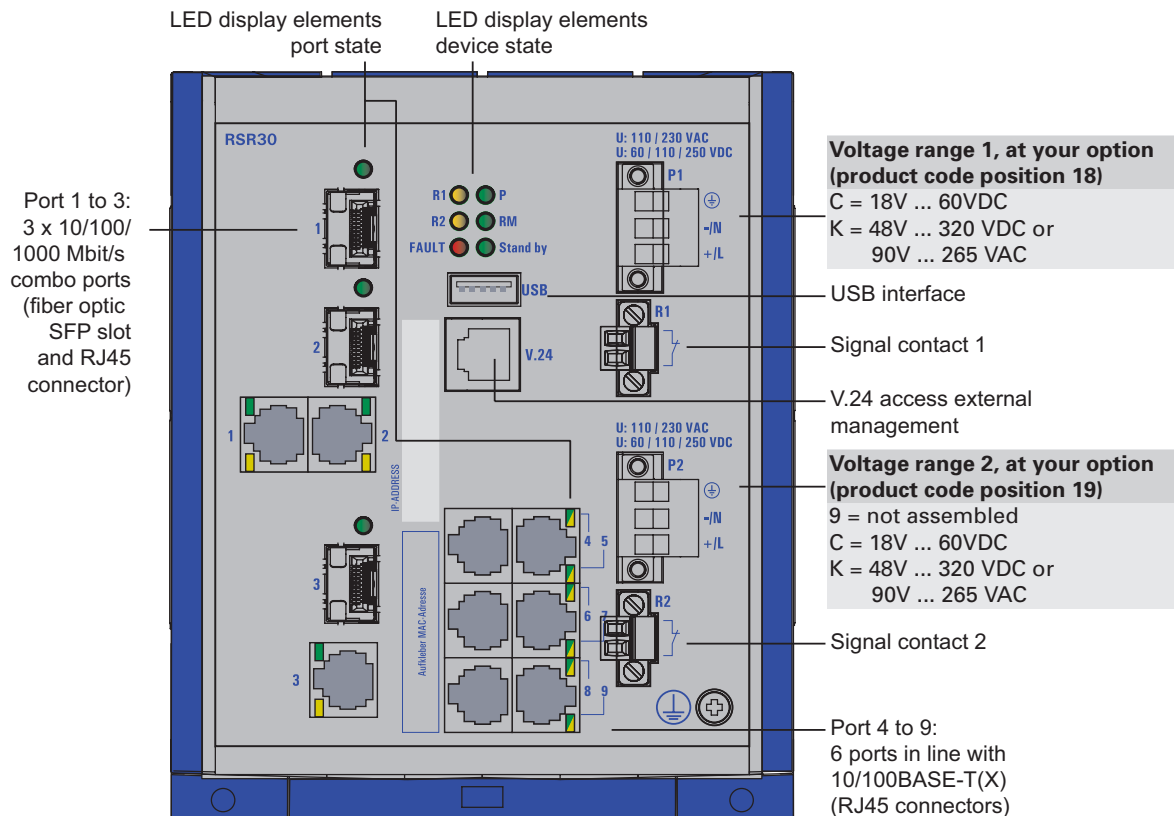 LED display elements
port state
LED display elements
device state
RSR30
Port 1 to 3:
3 x 10/100/
1000 Mbit/s
combo ports
(fiber optic
SFP slot
and RJ45
connector)
1
2
1
2
3
3
R1
P
R2
RM
FAULT
Stand by
USB
V.24
IP-ADDRESS
Aufkleber MAC-Adresse
4 5
6 7
8 9
U: 110 / 230 VAC
U: 60 / 110 / 250 VDC
P1
-/N
+/L
R1
U: 110 / 230 VAC
U: 60 / 110 / 250 VDC
P2
-/N
+/L
R2
Voltage range 1, at your option
(product code position 18)
C = 18V ... 60VDC
K = 48V ... 320 VDC or
90V ... 265 VAC
USB interface
Signal contact 1
V.24 access external
management
Voltage range 2, at your option
(product code position 19)
9 = not assembled
C = 18V ... 60VDC
K = 48V ... 320 VDC or
90V ... 265 VAC
Signal contact 2
Port 4 to 9:
6 ports in line with
10/100BASE-T(X)
(RJ45 connectors)